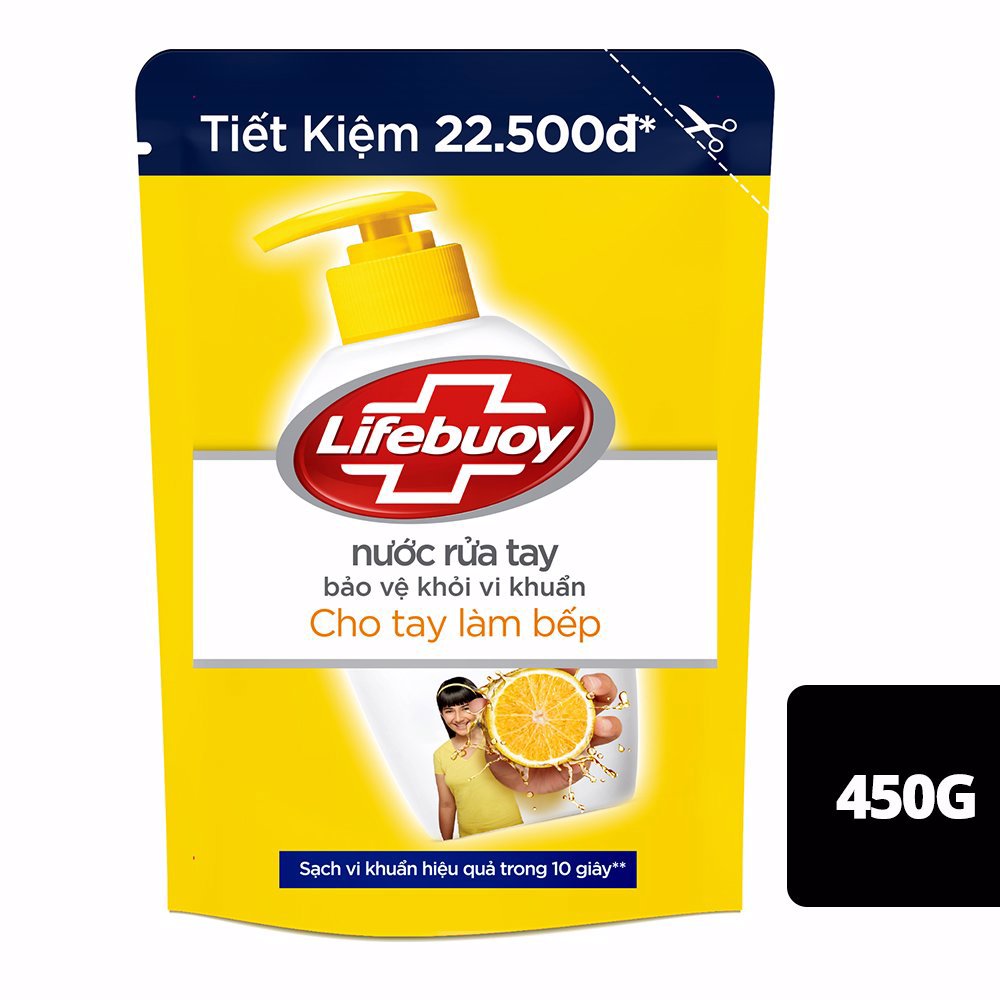 Tiết Kiệm 22.500đ*
Lifebuoy
nước rửa tay
bảo vệ khỏi vi khuẩn
Cho tay làm bếp
Sạch vi khuẩn hiệu quả trong 10 giây**
450G